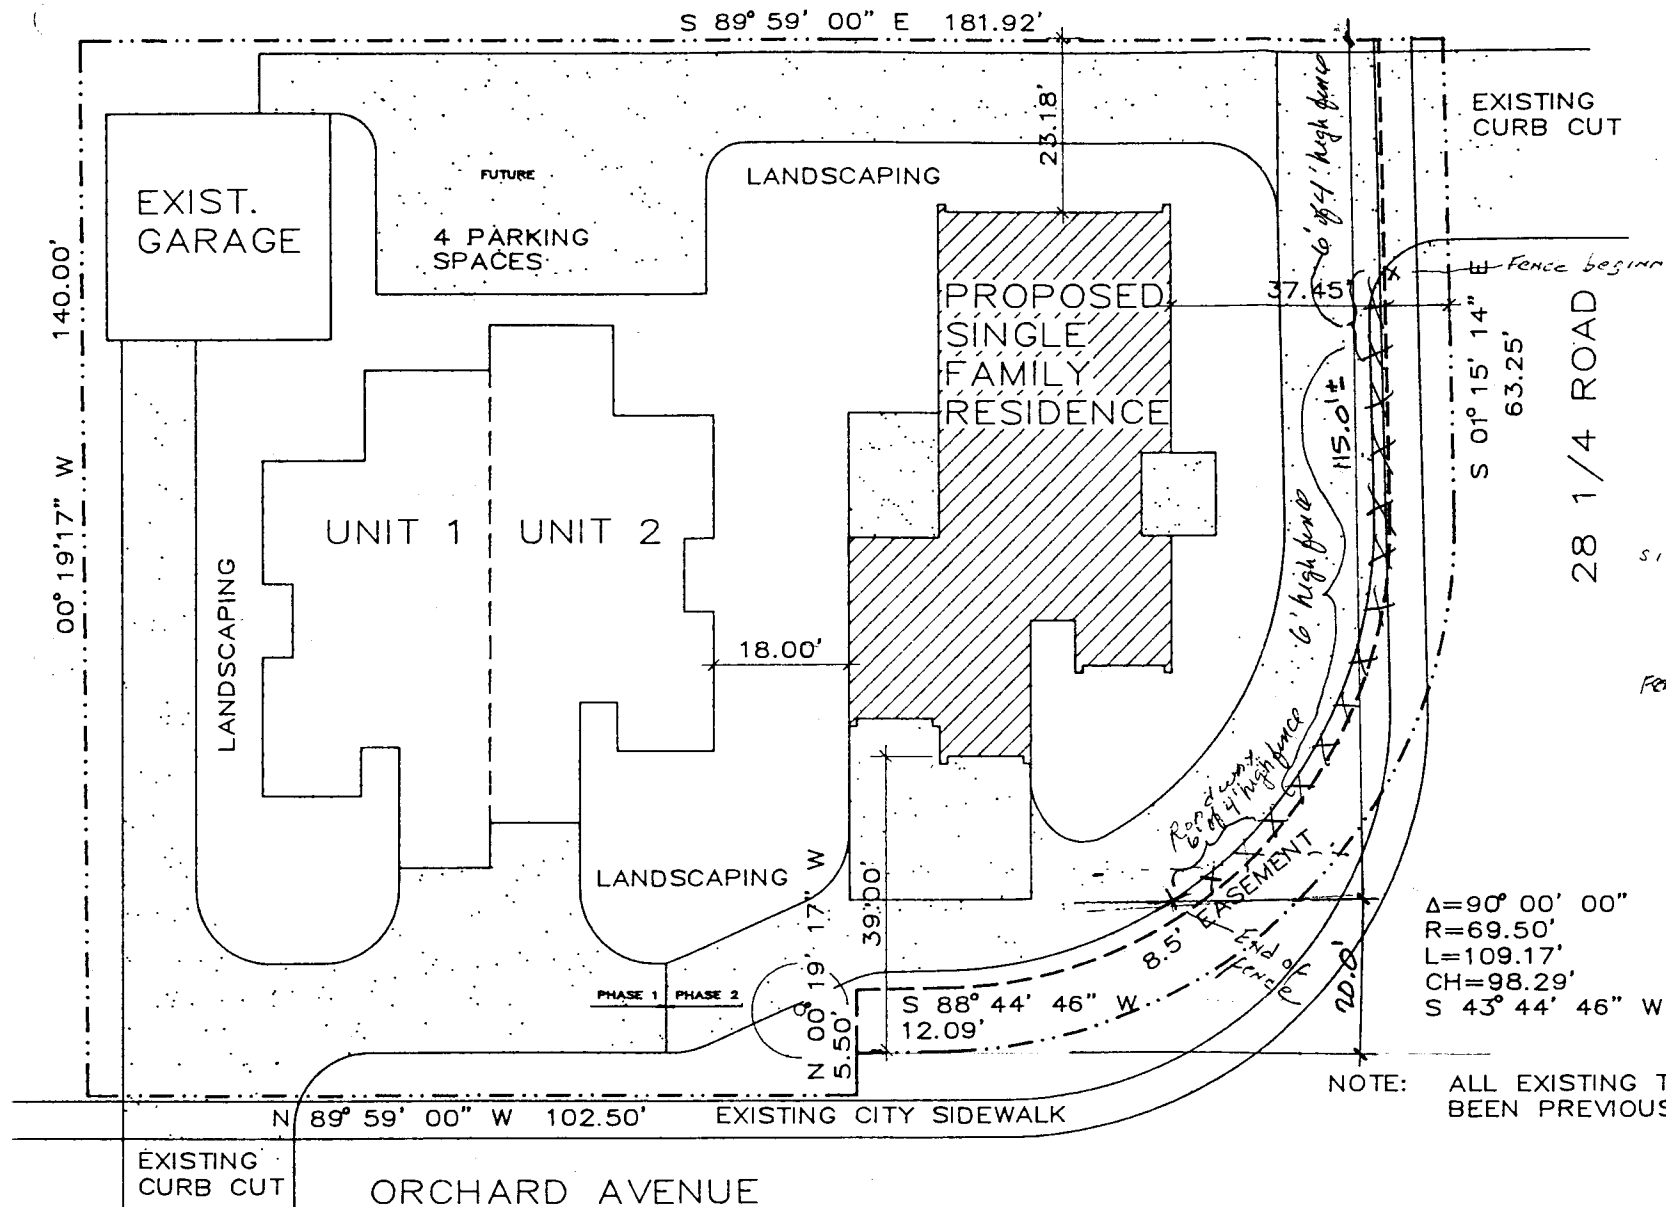 S 89° 59' 00" E 181.92'
EXISTING
CURB CUT
23.18'
6' of 4' high fence
FUTURE
LANDSCAPING
EXIST.
GARAGE
4 PARKING
SPACES
140.00'
00° 19'17" W
PROPOSED
SINGLE
FAMILY
RESIDENCE
37.45'
Fence
S 01° 15' 14" E
63.25'
28 1/4 ROAD
115.0'±
6' high fence
UNIT 1
UNIT 2
LANDSCAPING
18.00'
6' of 4' high fence
LANDSCAPING
39.00'
N 00° 19' 17" W
5.50'
EASEMENT
8.5'
End of
fence
20.0'
Δ=90° 00' 00"
R=69.50'
L=109.17'
CH=98.29'
S 43° 44' 46" W
PHASE 1
PHASE 2
S 88° 44' 46" W
12.09'
NOTE: ALL EXISTING
BEEN
N 89° 59' 00" W 102.50'
EXISTING CITY SIDEWALK
EXISTING
CURB CUT
ORCHARD AVENUE